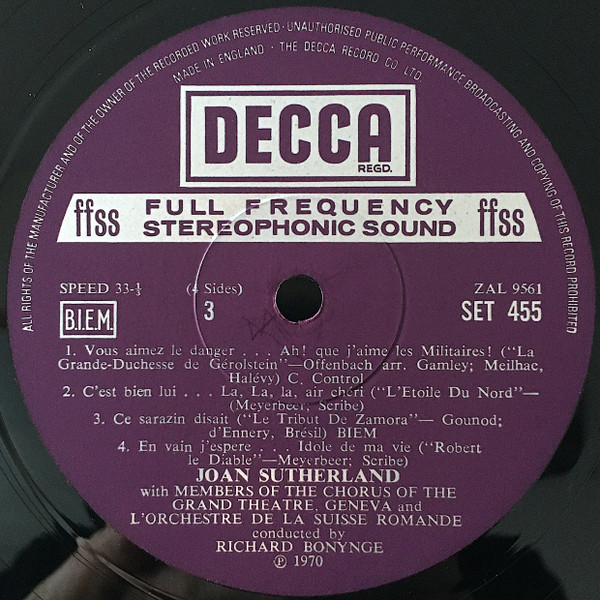 ALL RIGHTS OF THE MANUFACTURER AND OF THE OWNER OF THE RECORDED WORK RESERVED · UNAUTHORISED PUBLIC PERFORMANCE BROADCASTING AND COPYING OF THIS RECORD PROHIBITED
MADE IN ENGLAND · THE DECCA RECORD CO LTD.
DECCA
REGD.
ffss FULL FREQUENCY ffss
STEREOPHONIC SOUND
SPEED 33-⅓ (4 Sides) ZAL 9561
B.I.E.M. 3 SET 455
1. Vous aimez le danger . . . Ah! que j'aime les Militaires! ("La
Grande-Duchesse de Gérolstein"—Offenbach arr. Gamley; Meilhac,
Halévy) C. Control
2. C'est bien lui . . . La, La, la, air chéri ("L'Etoile Du Nord"—
(Meyerbeer, Scribe)
3. Ce sarazin disait ("Le Tribut De Zamora"— Gounod;
d'Ennery, Brésil) BIEM
4. En vain j'espere . . . Idole de ma vie ("Robert
le Diable"—Meyerbeer; Scribe)
JOAN SUTHERLAND
with MEMBERS OF THE CHORUS OF THE
GRAND THEATRE, GENEVA and
L'ORCHESTRE DE LA SUISSE ROMANDE
conducted by
RICHARD BONYNGE
℗ 1970